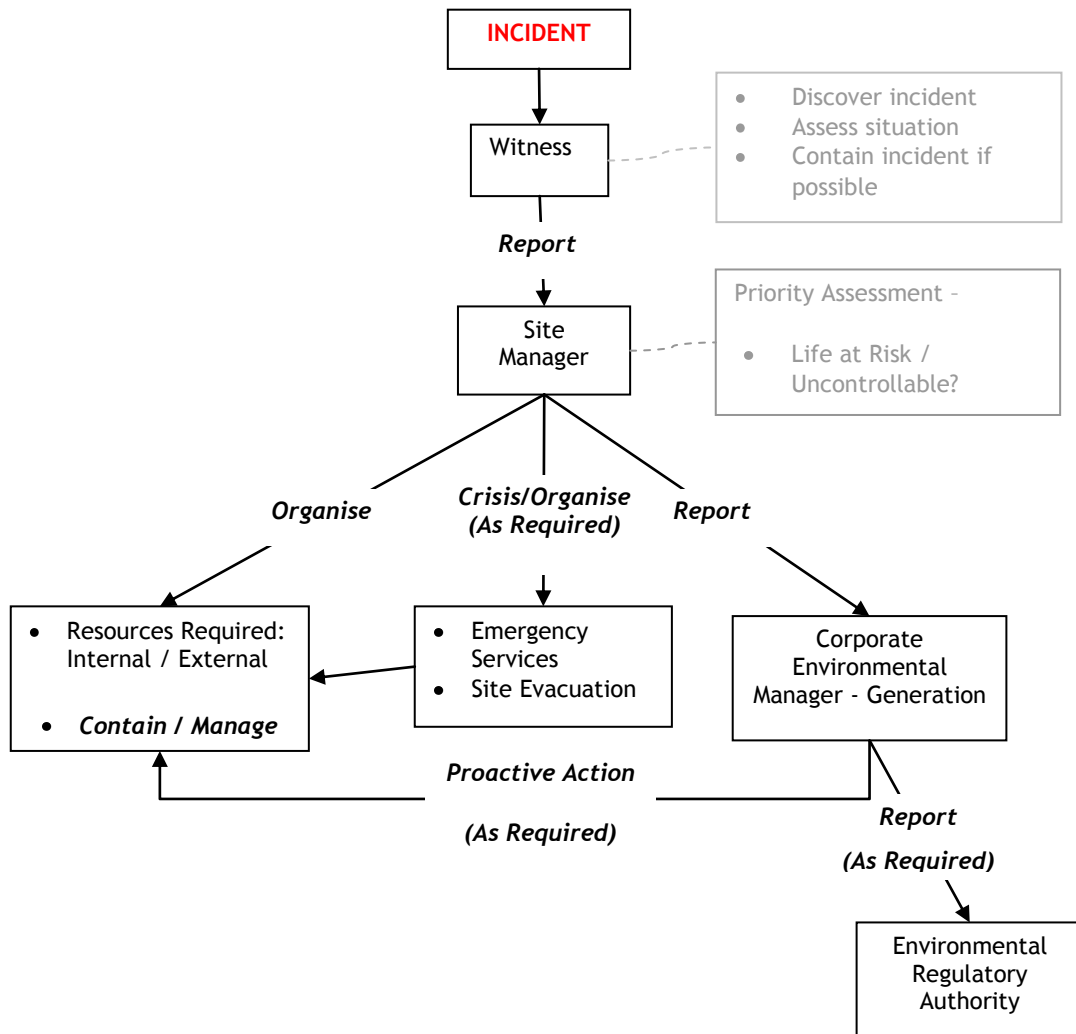 INCIDENT
• Discover incident
• Assess situation
• Contain incident if
possible
Witness
Report
Priority Assessment –
• Life at Risk /
Uncontrollable?
Site
Manager
Organise
Crisis/Organise
(As Required)
Report
• Resources Required:
Internal / External
• Contain / Manage
• Emergency
Services
• Site Evacuation
Corporate
Environmental
Manager - Generation
Proactive Action
(As Required)
Report
(As Required)
Environmental
Regulatory
Authority